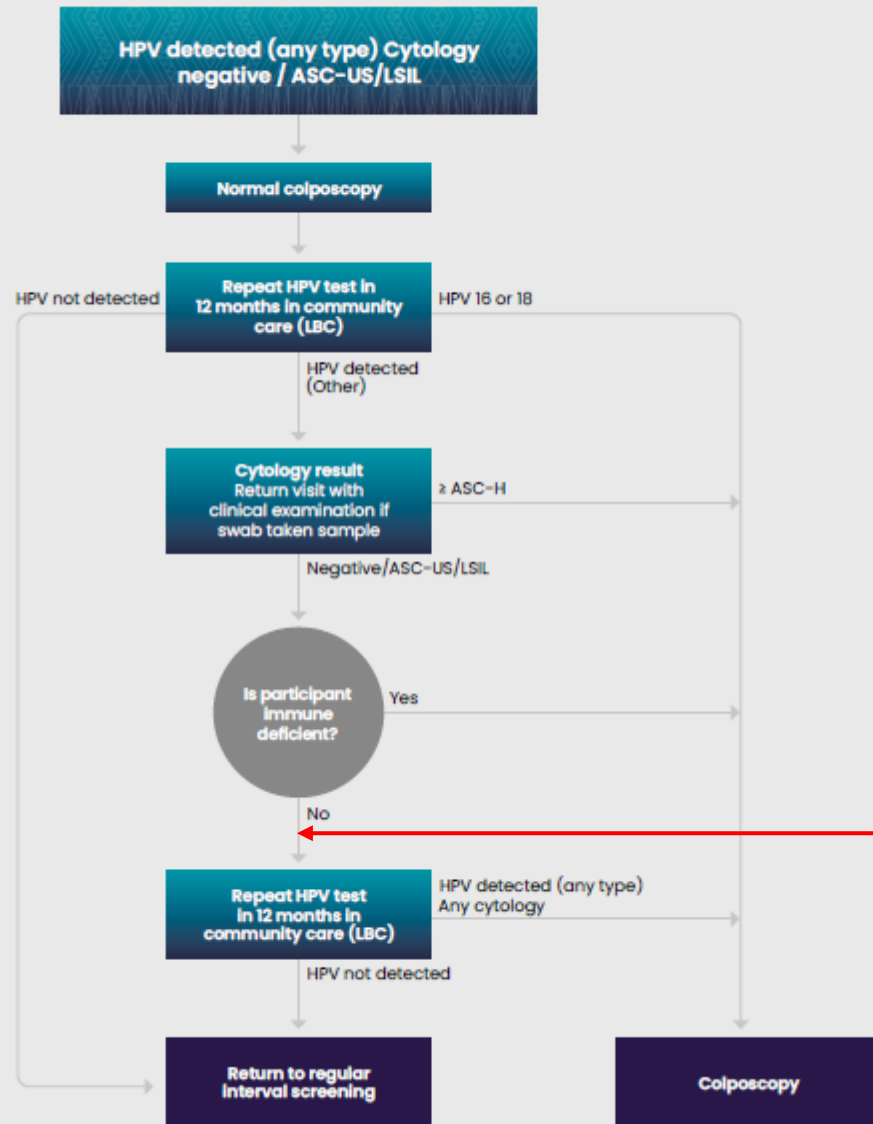 HPV detected (any type) Cytology
negative / ASC-US/LSIL
Normal colposcopy
HPV not detected
Repeat HPV test in
12 months in community
care (LBC)
HPV 16 or 18
HPV detected
(Other)
Cytology result
Return visit with
clinical examination if
swab taken sample
≥ ASC-H
Negative/ASC-US/LSIL
Is participant
immune
deficient?
Yes
No
Repeat HPV test
in 12 months in
community care (LBC)
HPV detected (any type)
Any cytology
HPV not detected
Return to regular
interval screening
Colposcopy